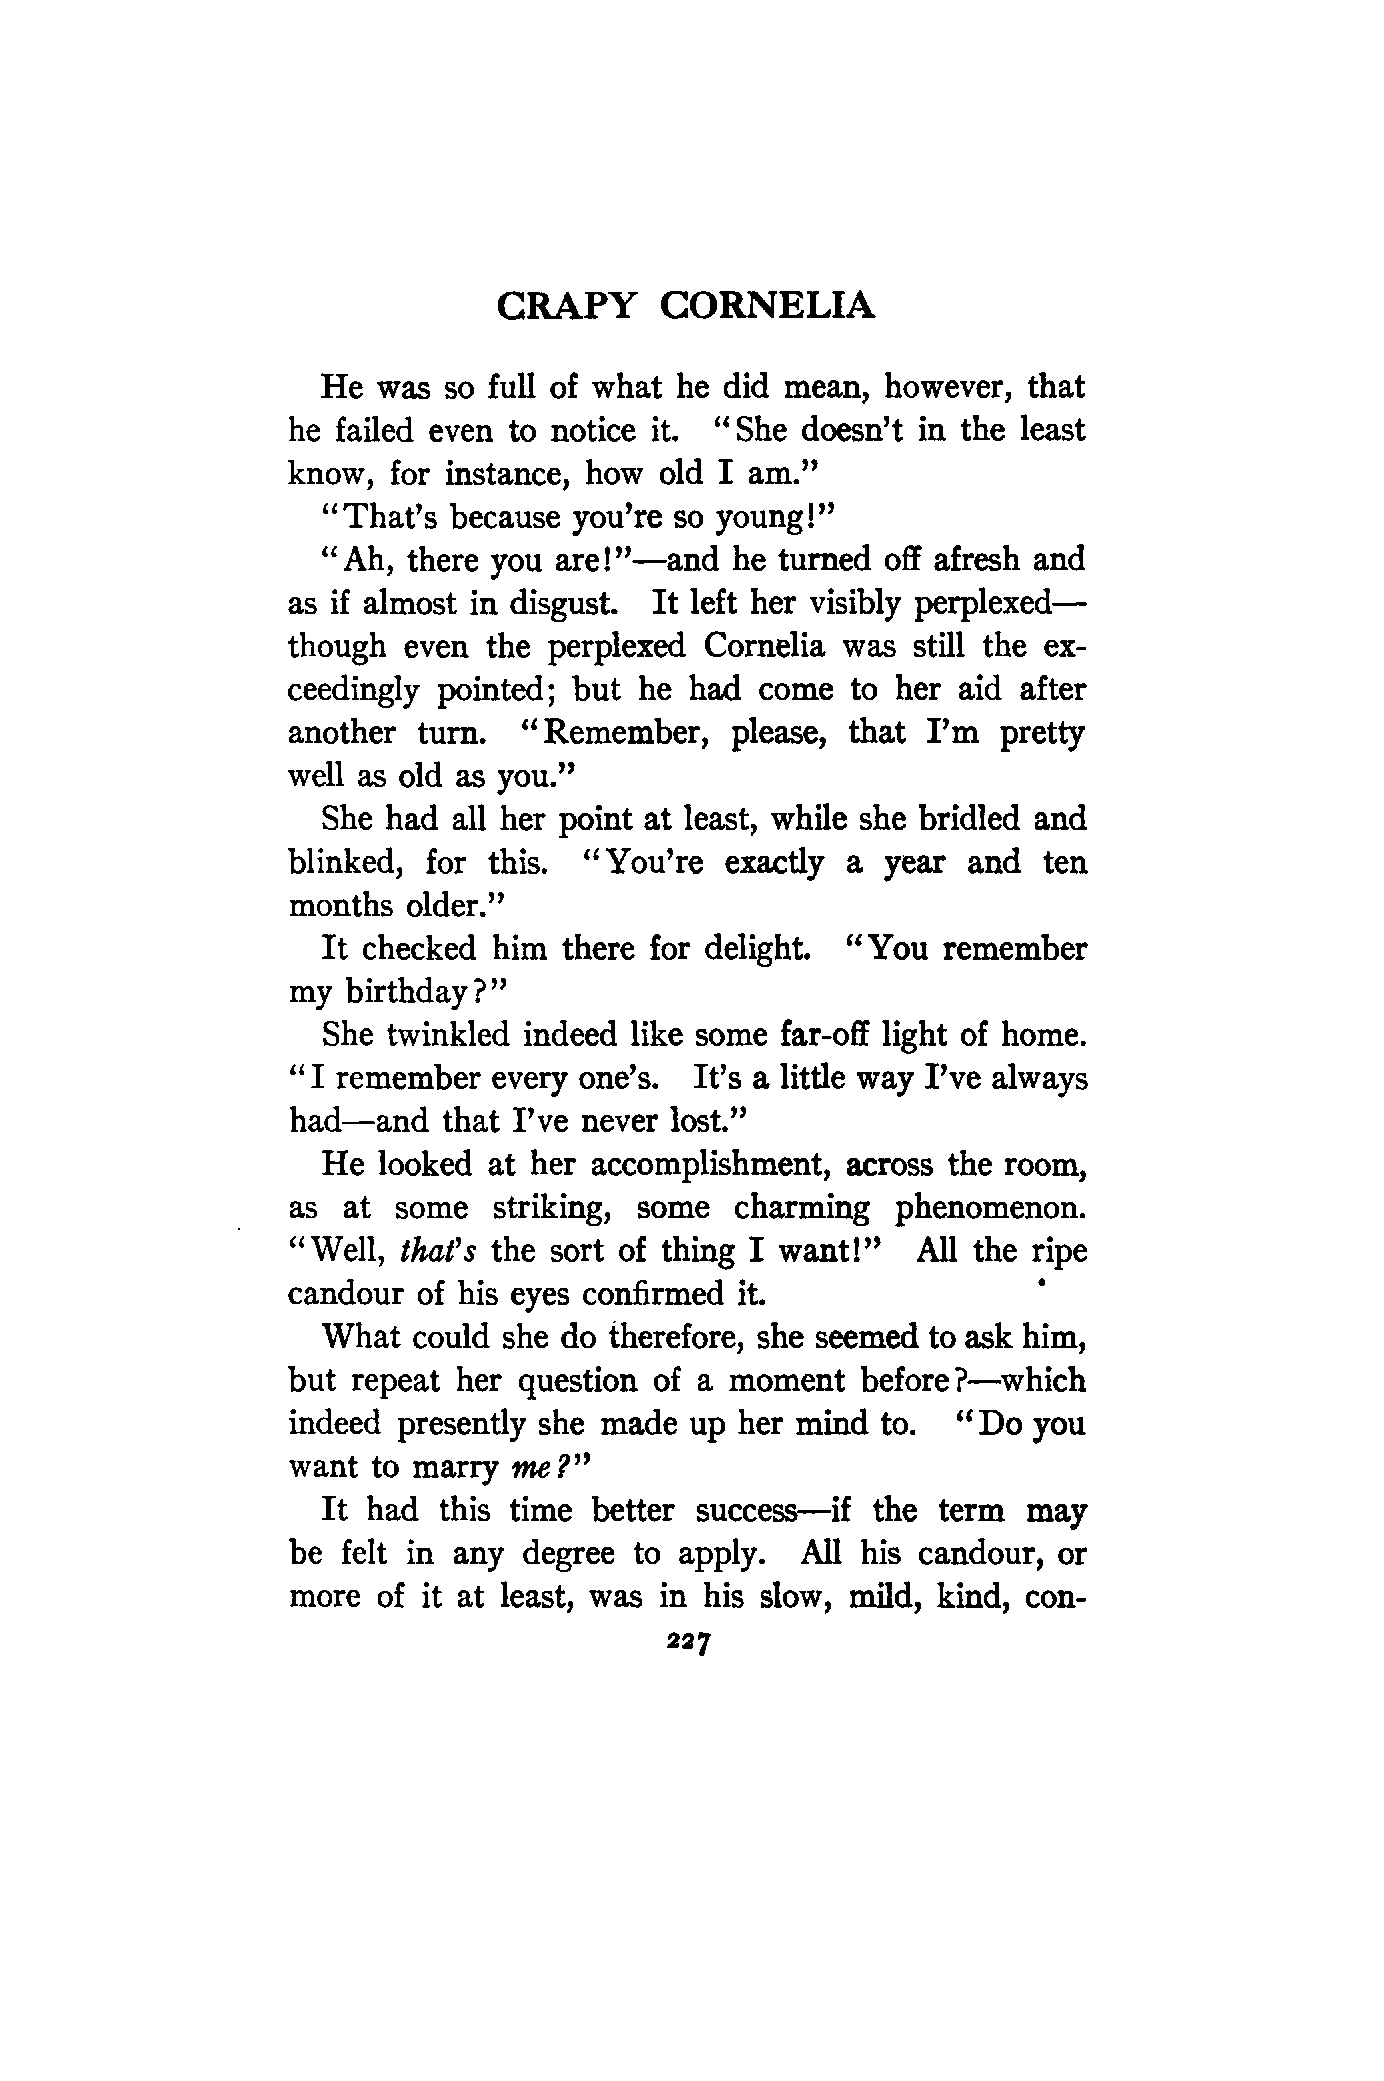 CRAPY CORNELIA
He was so full of what he did mean, however, that
he failed even to notice it. "She doesn't in the least
know, for instance, how old I am."
"That's because you're so young!"
"Ah, there you are!"—and he turned off afresh and
as if almost in disgust. It left her visibly perplexed—
though even the perplexed Cornelia was still the ex-
ceedingly pointed; but he had come to her aid after
another turn. "Remember, please, that I'm pretty
well as old as you."
She had all her point at least, while she bridled and
blinked, for this. "You're exactly a year and ten
months older."
It checked him there for delight. "You remember
my birthday?"
She twinkled indeed like some far-off light of home.
"I remember every one's. It's a little way I've always
had—and that I've never lost."
He looked at her accomplishment, across the room,
as at some striking, some charming phenomenon.
"Well, that's the sort of thing I want!" All the ripe
candour of his eyes confirmed it.
What could she do therefore, she seemed to ask him,
but repeat her question of a moment before?—which
indeed presently she made up her mind to. "Do you
want to marry me?"
It had this time better success—if the term may
be felt in any degree to apply. All his candour, or
more of it at least, was in his slow, mild, kind, con-
227